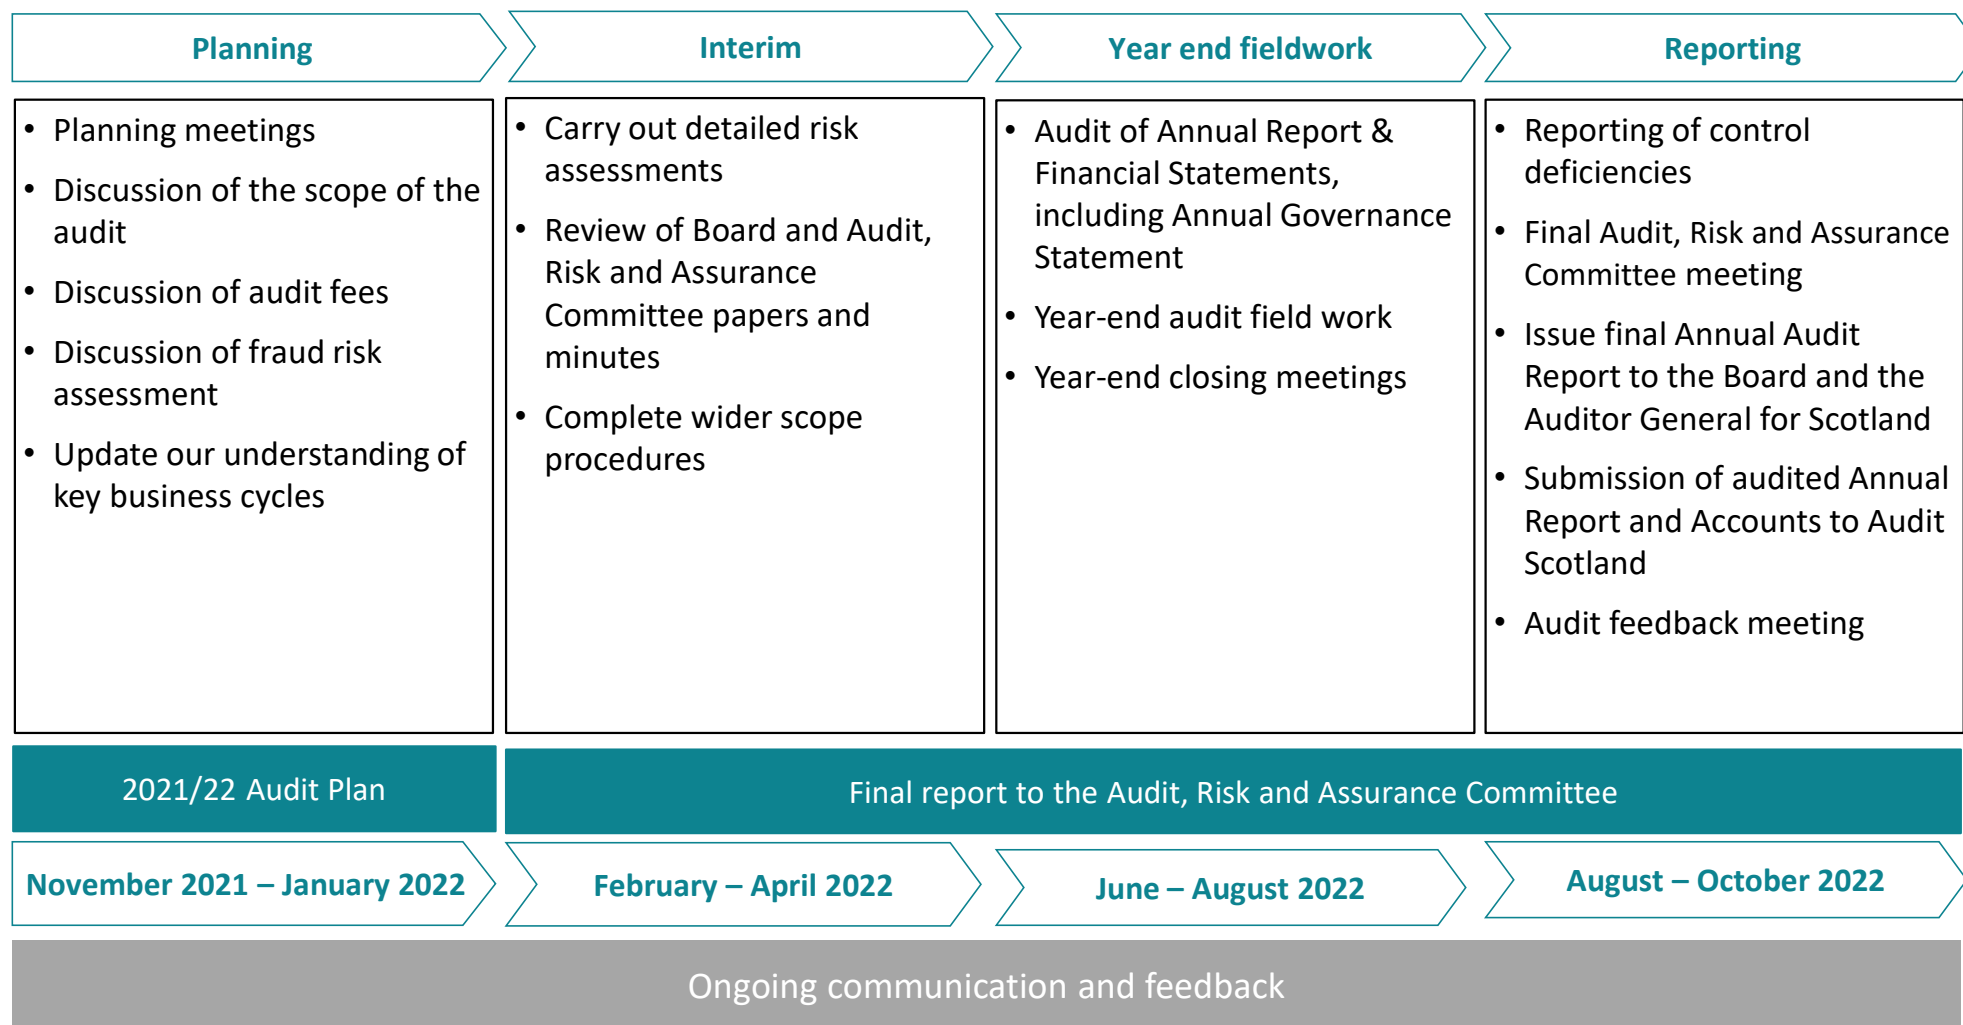 Planning
Interim
Year end fieldwork
Reporting
• Planning meetings
• Discussion of the scope of the
audit
• Discussion of audit fees
• Discussion of fraud risk
assessment
• Update our understanding of
key business cycles
• Carry out detailed risk
assessments
• Review of Board and Audit,
Risk and Assurance
Committee papers and
minutes
• Complete wider scope
procedures
• Audit of Annual Report &
Financial Statements,
including Annual Governance
Statement
• Year-end audit field work
• Year-end closing meetings
• Reporting of control
deficiencies
• Final Audit, Risk and Assurance
Committee meeting
• Issue final Annual Audit
Report to the Board and the
Auditor General for Scotland
• Submission of audited Annual
Report and Accounts to Audit
Scotland
• Audit feedback meeting
2021/22 Audit Plan
Final report to the Audit, Risk and Assurance Committee
November 2021 – January 2022
February – April 2022
June – August 2022
August – October 2022
Ongoing communication and feedback